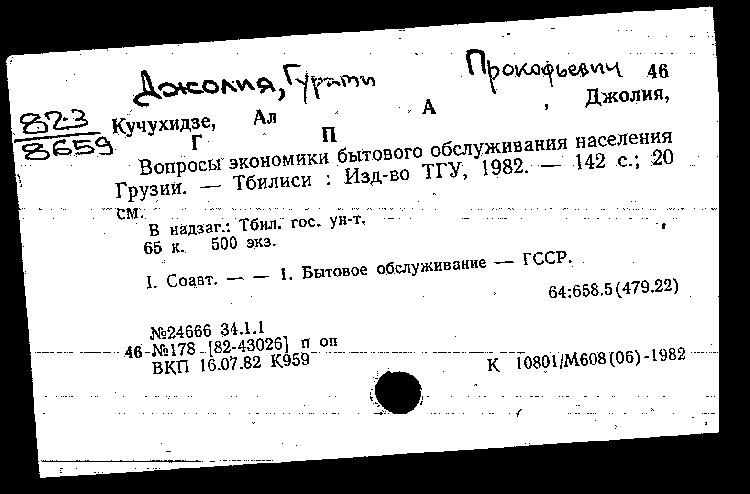 Джолия, Гурами Прокофьевич 46
82-3
8659
Кучухидзе, Ал А , Джолия,
Г П
Вопросы экономики бытового обслуживания населения
Грузии. — Тбилиси : Изд-во ТГУ, 1982. — 142 с.; 20
см.
В надзаг.: Тбил. гос. ун-т.
65 к. 500 экз.
I. Соавт. — — 1. Бытовое обслуживание — ГССР.
64:658.5(479.22)
№24666 34.1.1
46 №178 [82-43026] п оп
ВКП 16.07.82 К959
К 10801/М608(06)-1982